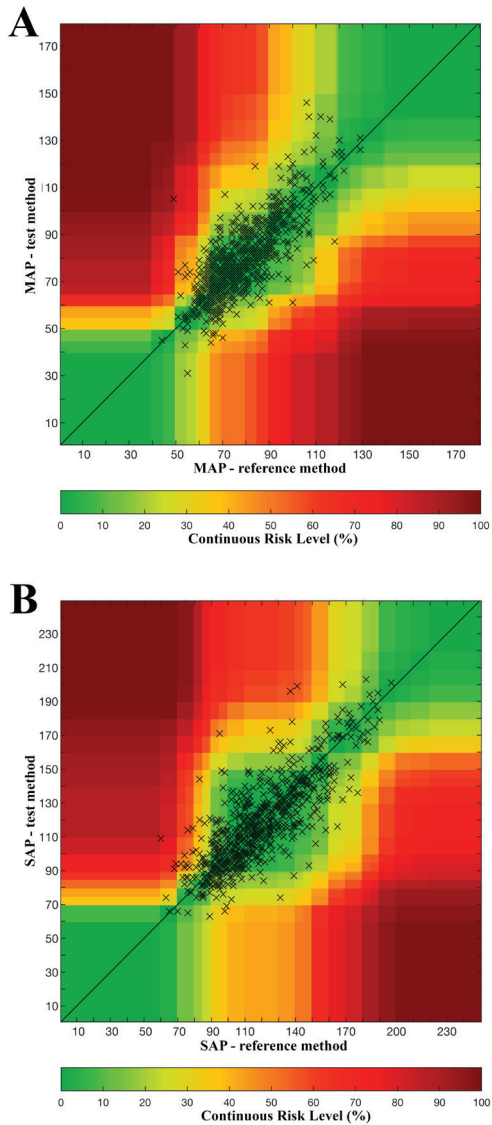 A
170
150
130
110
90
70
50
30
10
MAP - test method
10 30 50 70 90 110 140 150 170
MAP - reference method
0 10 20 30 40 50 60 70 80 90 100
Continuous Risk Level (%)
B
230
210
190
170
150
130
110
90
70
50
30
10
SAP - test method
10 30 50 70 90 110 140 170 200 230
SAP - reference method
0 10 20 30 40 50 60 70 80 90 100
Continuous Risk Level (%)